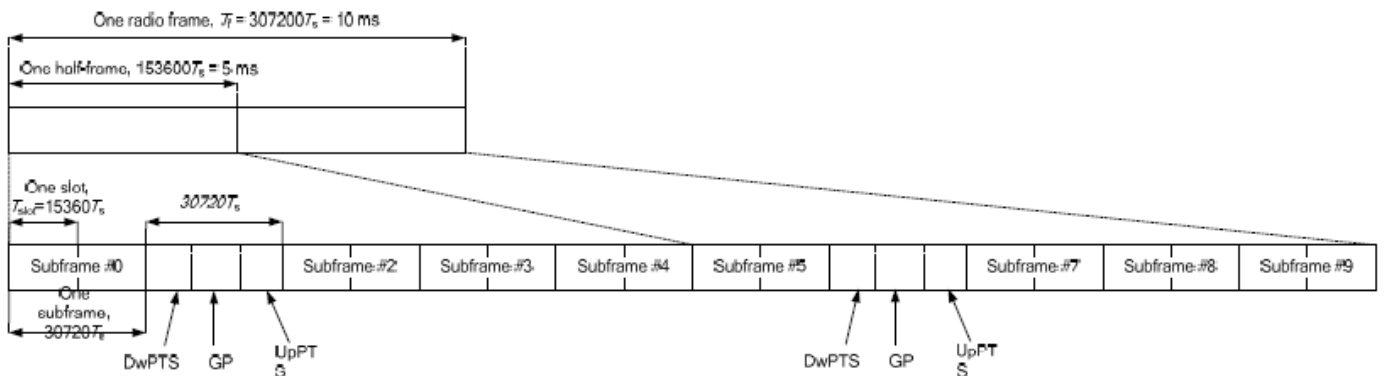 One radio frame, Tf = 307200Ts = 10 ms
One half-frame, 153600Ts = 5 ms
One slot,
Tslot=15360Ts
30720Ts
Subframe #0
Subframe #2
Subframe #3
Subframe #4
Subframe #5
Subframe #7
Subframe #8
Subframe #9
One
subframe,
30720Ts
DwPTS
GP
UpPT
S
DwPTS
GP
UpPT
S